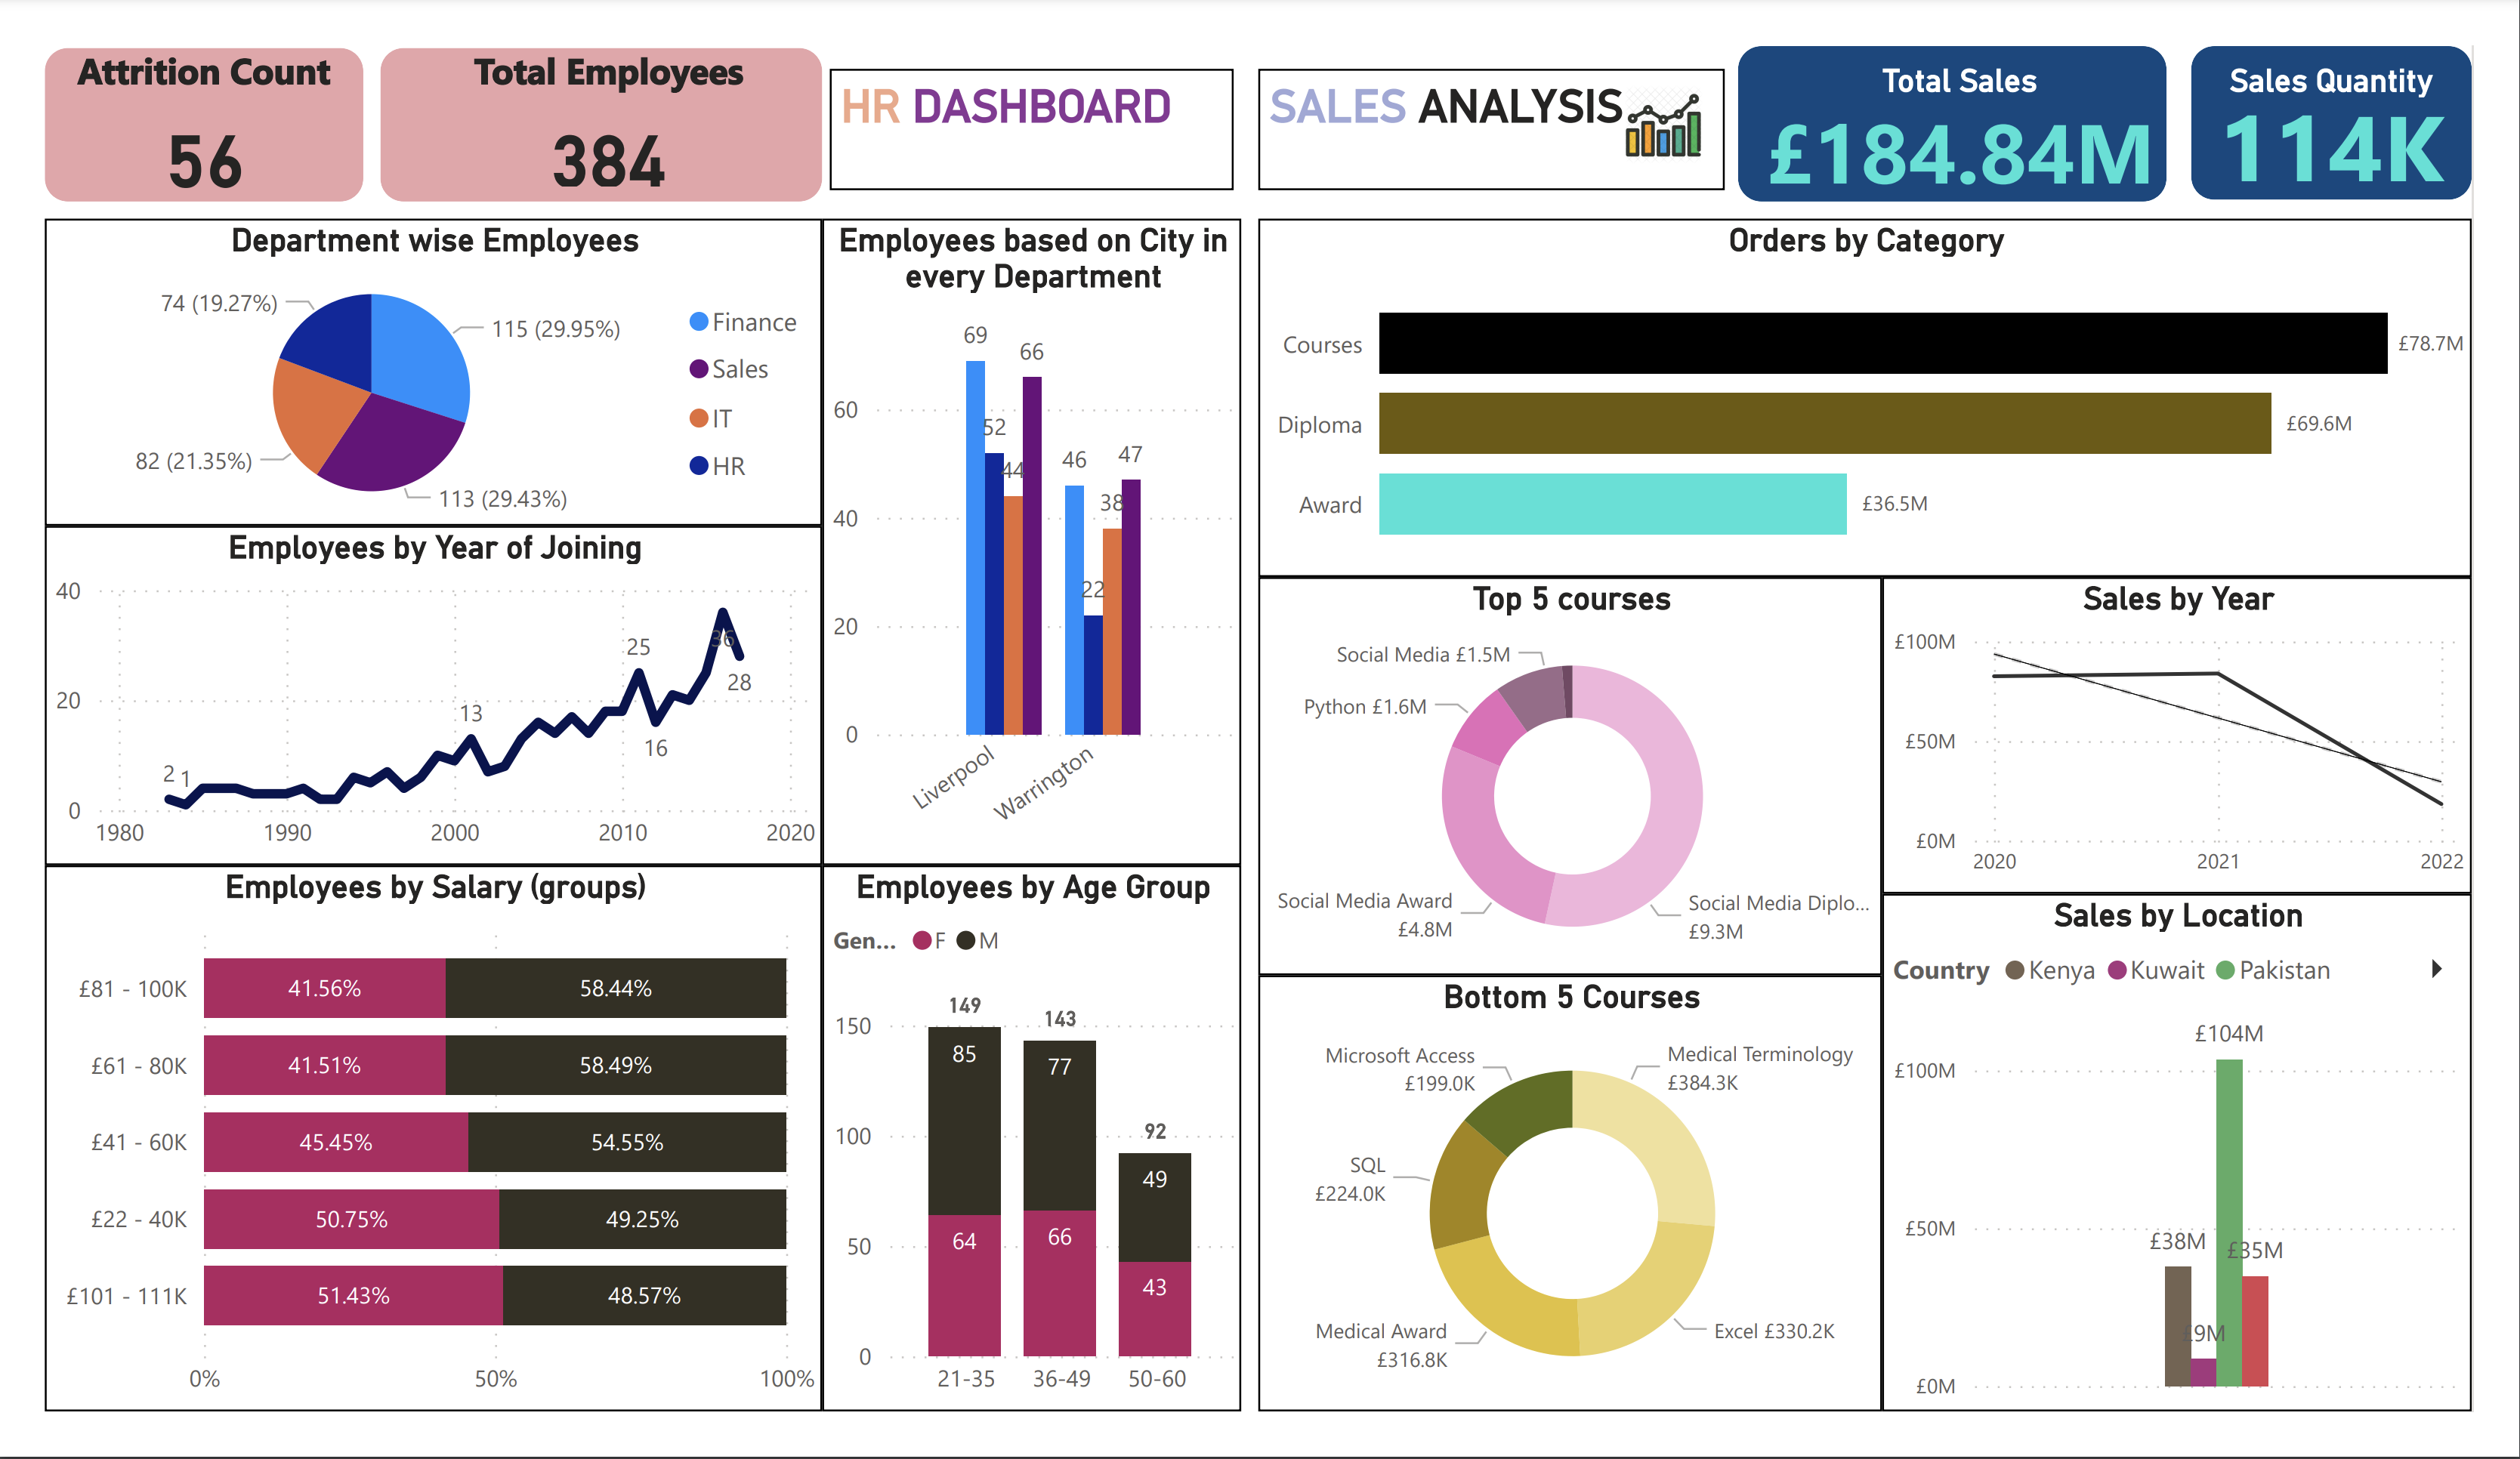 Attrition Count
56
Total Employees
384
HR DASHBOARD
SALES ANALYSIS
Total Sales
£184.84M
Sales Quantity
114K
Department wise Employees
74 (19.27%)
115 (29.95%)
82 (21.35%)
113 (29.43%)
Finance
Sales
IT
HR
Employees by Year of Joining
40
20
0
2
1
13
25
16
36
28
1980
1990
2000
2010
2020
Employees by Salary (groups)
£81 - 100K
41.56%
58.44%
£61 - 80K
41.51%
58.49%
£41 - 60K
45.45%
54.55%
£22 - 40K
50.75%
49.25%
£101 - 111K
51.43%
48.57%
0%
50%
100%
Employees based on City in
every Department
60
40
20
0
69
52
44
66
46
22
38
47
Liverpool
Warrington
Employees by Age Group
Gen...
F
M
150
100
50
0
149
85
64
143
77
66
92
49
43
21-35
36-49
50-60
Orders by Category
Courses
£78.7M
Diploma
£69.6M
Award
£36.5M
Top 5 courses
Social Media £1.5M
Python £1.6M
Social Media Award
£4.8M
Social Media Diplo...
£9.3M
Bottom 5 Courses
Microsoft Access
£199.0K
Medical Terminology
£384.3K
SQL
£224.0K
Medical Award
£316.8K
Excel £330.2K
Sales by Year
£100M
£50M
£0M
2020
2021
2022
Sales by Location
Country
Kenya
Kuwait
Pakistan
£100M
£50M
£0M
£38M
£9M
£104M
£35M